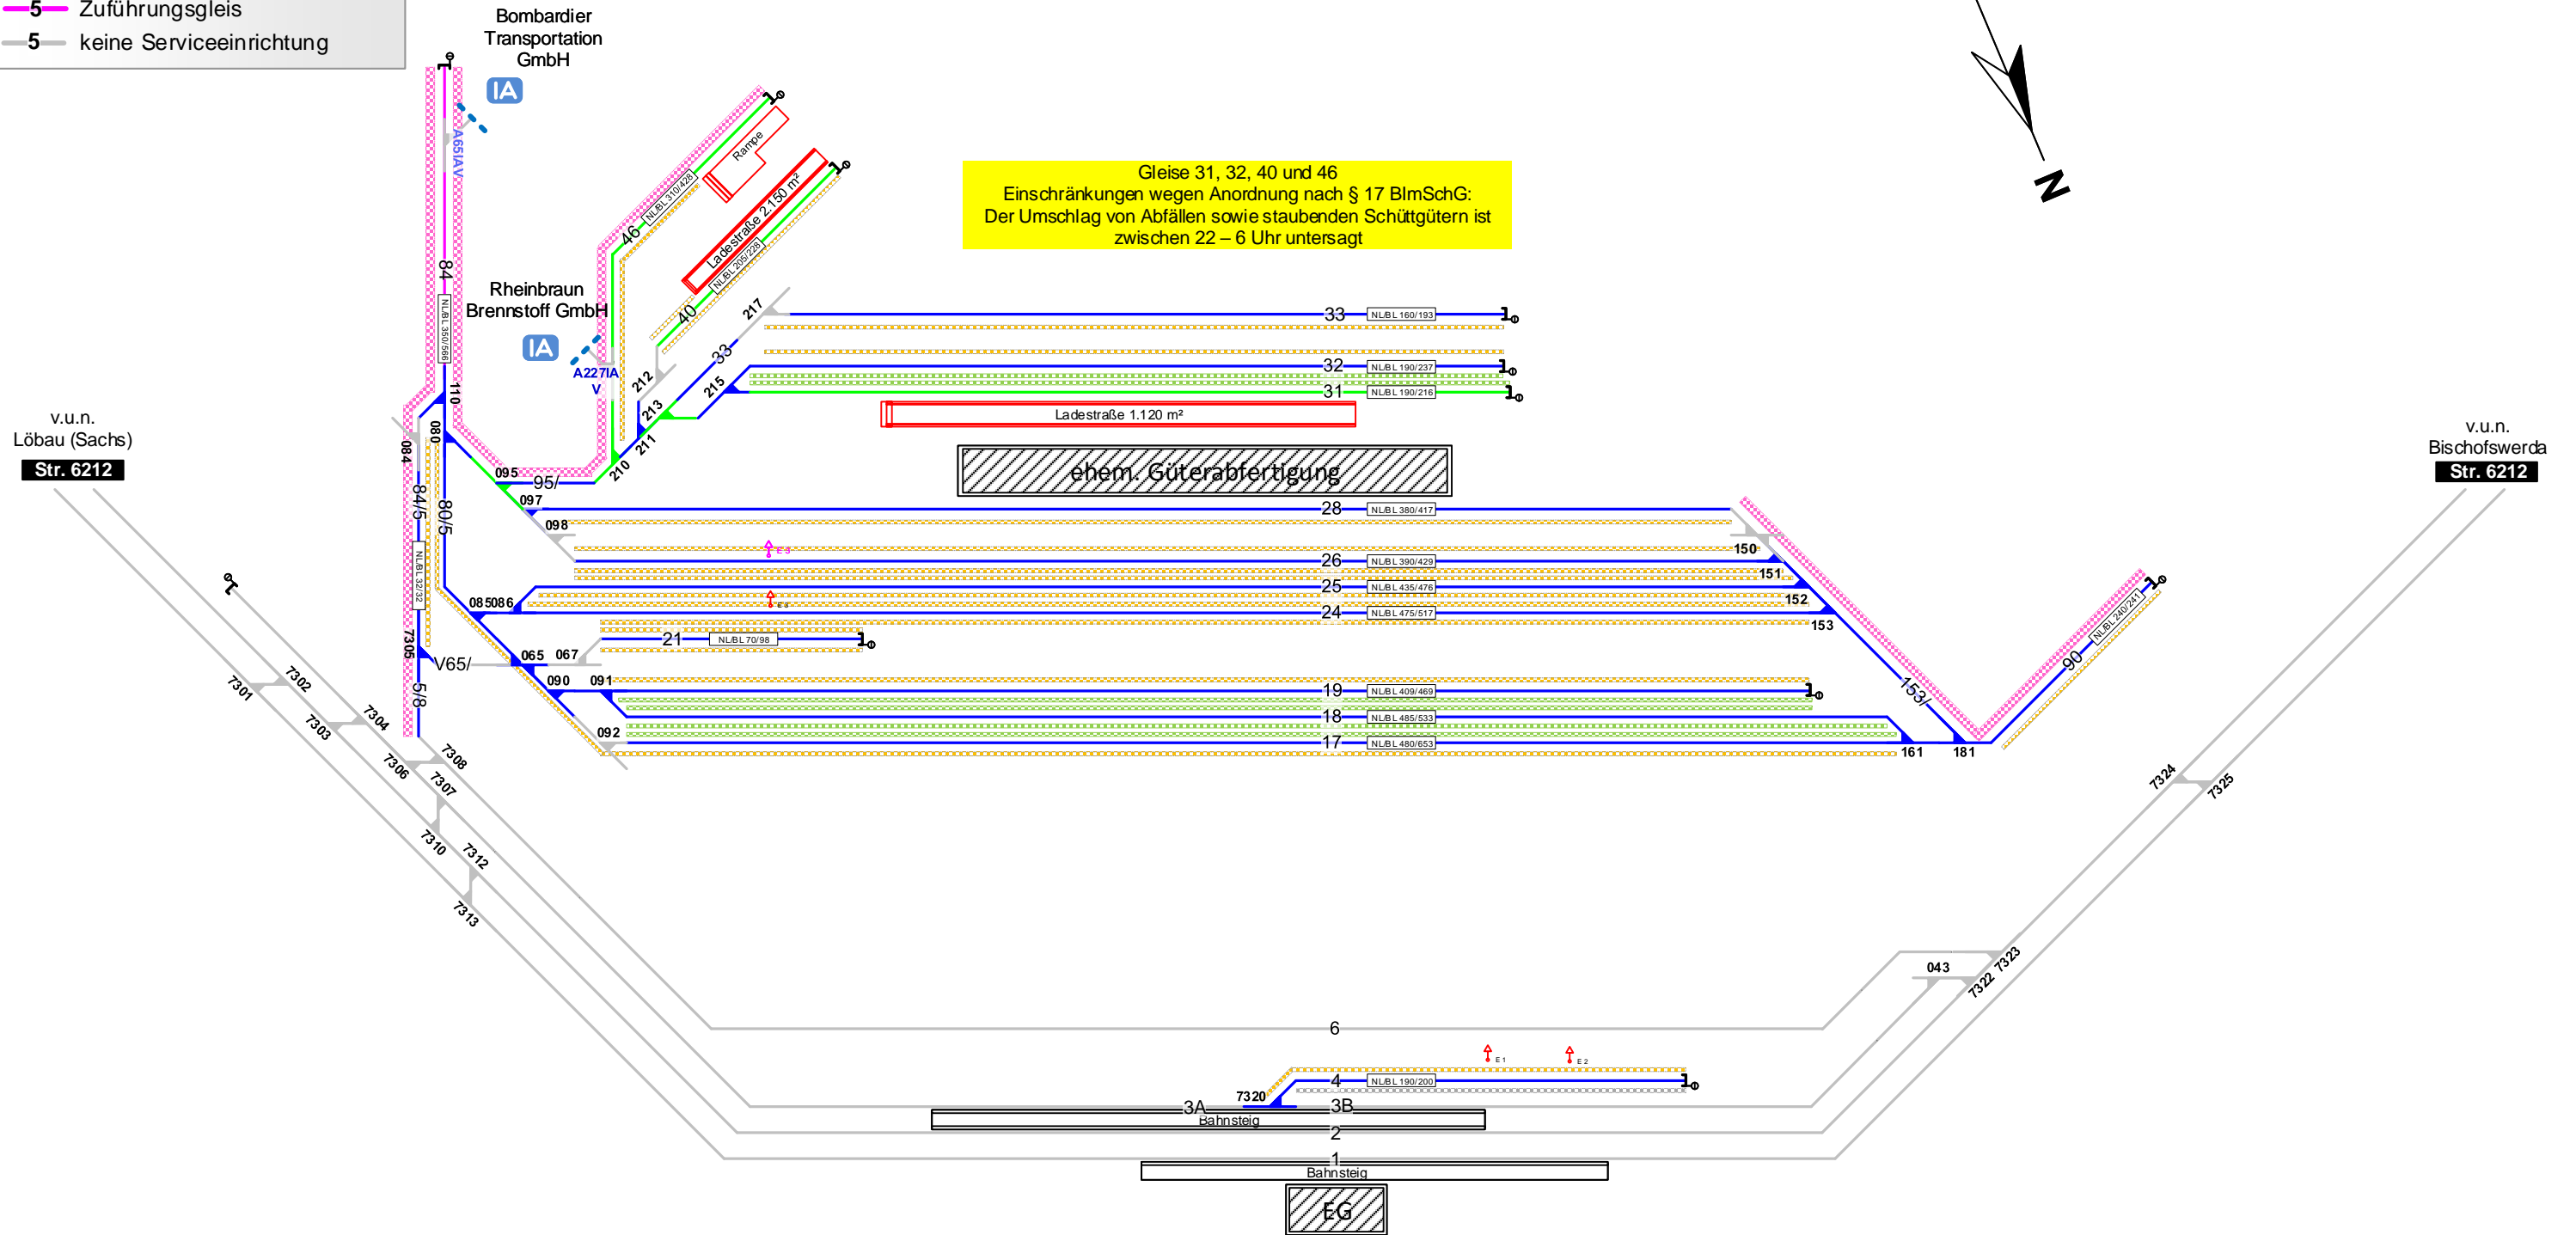 5 Zuführungsgleis
5 keine Serviceeinrichtung
Bombardier
Transportation
GmbH
IA
A65IAV
84
NL/BL 350/566
110
080
084
84/5
80/5
NL/BL 32/32
7305
5/8
Rheinbraun
Brennstoff GmbH
IA
A227IA
V
46
NL/BL 310/428
Rampe
Ladestraße 2.150 m²
NL/BL 205/228
40
N
Gleise 31, 32, 40 und 46
Einschränkungen wegen Anordnung nach § 17 BImSchG:
Der Umschlag von Abfällen sowie staubenden Schüttgütern ist
zwischen 22 – 6 Uhr untersagt
217
33
33 NL/BL 160/193
212
213
215
211
210
32 NL/BL 190/237
31 NL/BL 190/216
Ladestraße 1.120 m²
ehem. Güterabfertigung
v.u.n.
Löbau (Sachs)
Str. 6212
v.u.n.
Bischofswerda
Str. 6212
095
95/
097
098
28 NL/BL 380/417
E 3
150
26 NL/BL 390/429
151
25 NL/BL 435/476
085 086
E 3
152
24 NL/BL 475/517
153
21 NL/BL 70/98
V65/
065
067
090
091
19 NL/BL 409/469
18 NL/BL 485/533
092
17 NL/BL 480/653
153/
161
181
90
NL/BL 240/241
7301
7302
7303
7304
7306
7308
7307
7310
7312
7313
7324
7325
7323
7322
043
6
E 1
E 2
4 NL/BL 190/200
7320
3A
3B
Bahnsteig
2
1
Bahnsteig
EG